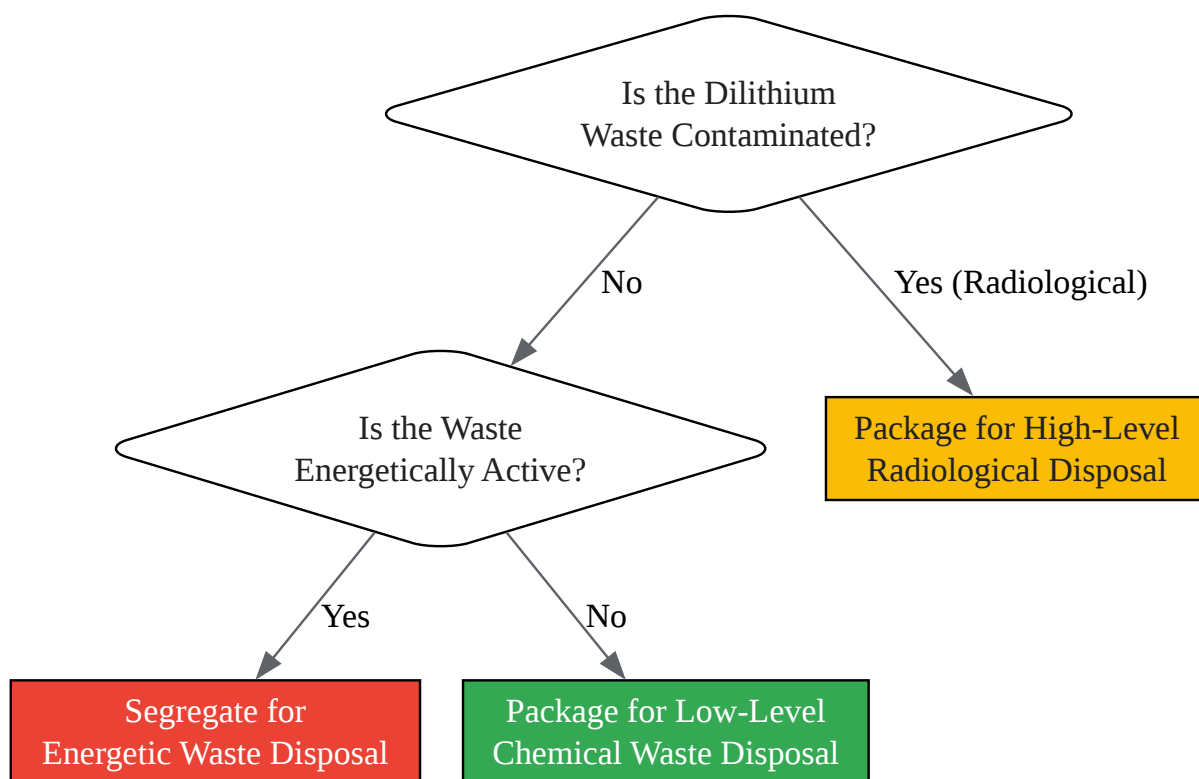 Is the Dilithium
Waste Contaminated?
No
Yes (Radiological)
Is the Waste
Energetically Active?
Package for High-Level
Radiological Disposal
Yes
No
Segregate for
Energetic Waste Disposal
Package for Low-Level
Chemical Waste Disposal